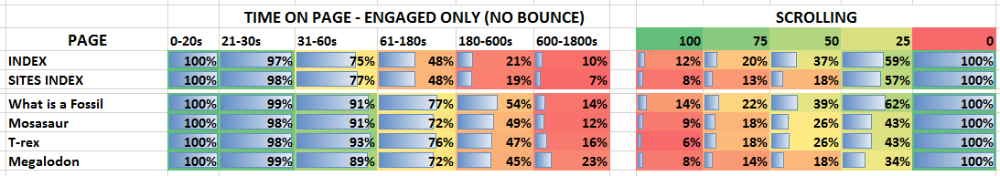 TIME ON PAGE - ENGAGED ONLY (NO BOUNCE) SCROLLING
PAGE 0-20s 21-30s 31-60s 61-180s 180-600s 600-1800s 100 75 50 25 0
INDEX 100% 97% 75% 48% 21% 10% 12% 20% 37% 59% 100%
SITES INDEX 100% 98% 77% 48% 19% 7% 8% 13% 18% 57% 100%
What is a Fossil 100% 99% 91% 77% 54% 14% 14% 22% 39% 62% 100%
Mosasaur 100% 98% 91% 72% 49% 12% 9% 18% 26% 43% 100%
T-rex 100% 98% 93% 76% 47% 16% 6% 18% 26% 43% 100%
Megalodon 100% 99% 89% 72% 45% 23% 8% 14% 18% 34% 100%